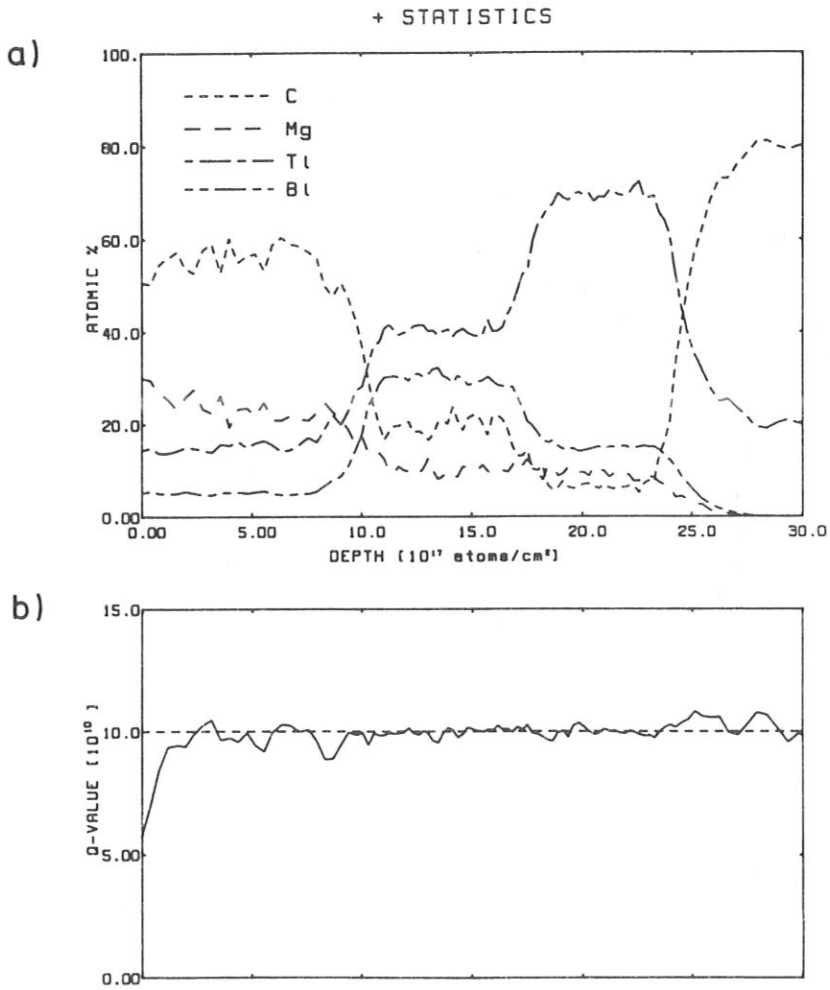 + STATISTICS
a)
100.
80.0
60.0
40.0
20.0
0.00
ATOMIC %
C
Mg
Tl
Bl
0.00 5.00 10.0 15.0 20.0 25.0 30.0
DEPTH [10¹⁷ atoms/cm²]
b)
15.0
10.0
5.00
0.00
Q-VALUE [10¹⁰]